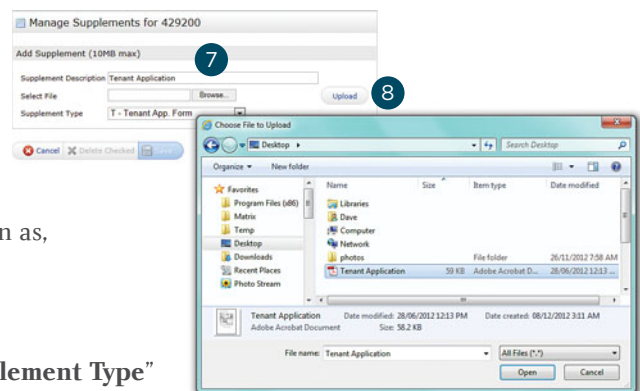 Manage Supplements for 429200
Add Supplement (10MB max)
7
Supplement Description Tenant Application
Select File Browse...
Upload 8
Supplement Type T - Tenant App. Form
Cancel Delete Checked
Choose File to Upload
Desktop
Search Desktop
Organize New folder
Favorites
Program Files (x86)
Matrix
Temp
Desktop
Downloads
Recent Places
Photo Stream
Name Size Item type Date modified
Libraries
Dave
Computer
Network
photos File folder 26/11/2012 7:58 AM
Tenant Application 59 KB Adobe Acrobat D... 28/06/2012 12:13 ...
Tenant Application Date modified: 28/06/2012 12:13 PM Date created: 08/12/2012 3:11 AM
Adobe Acrobat Document Size: 58.2 KB
File name: Tenant Application All Files (*.*)
Open Cancel
n as,
lement Type”